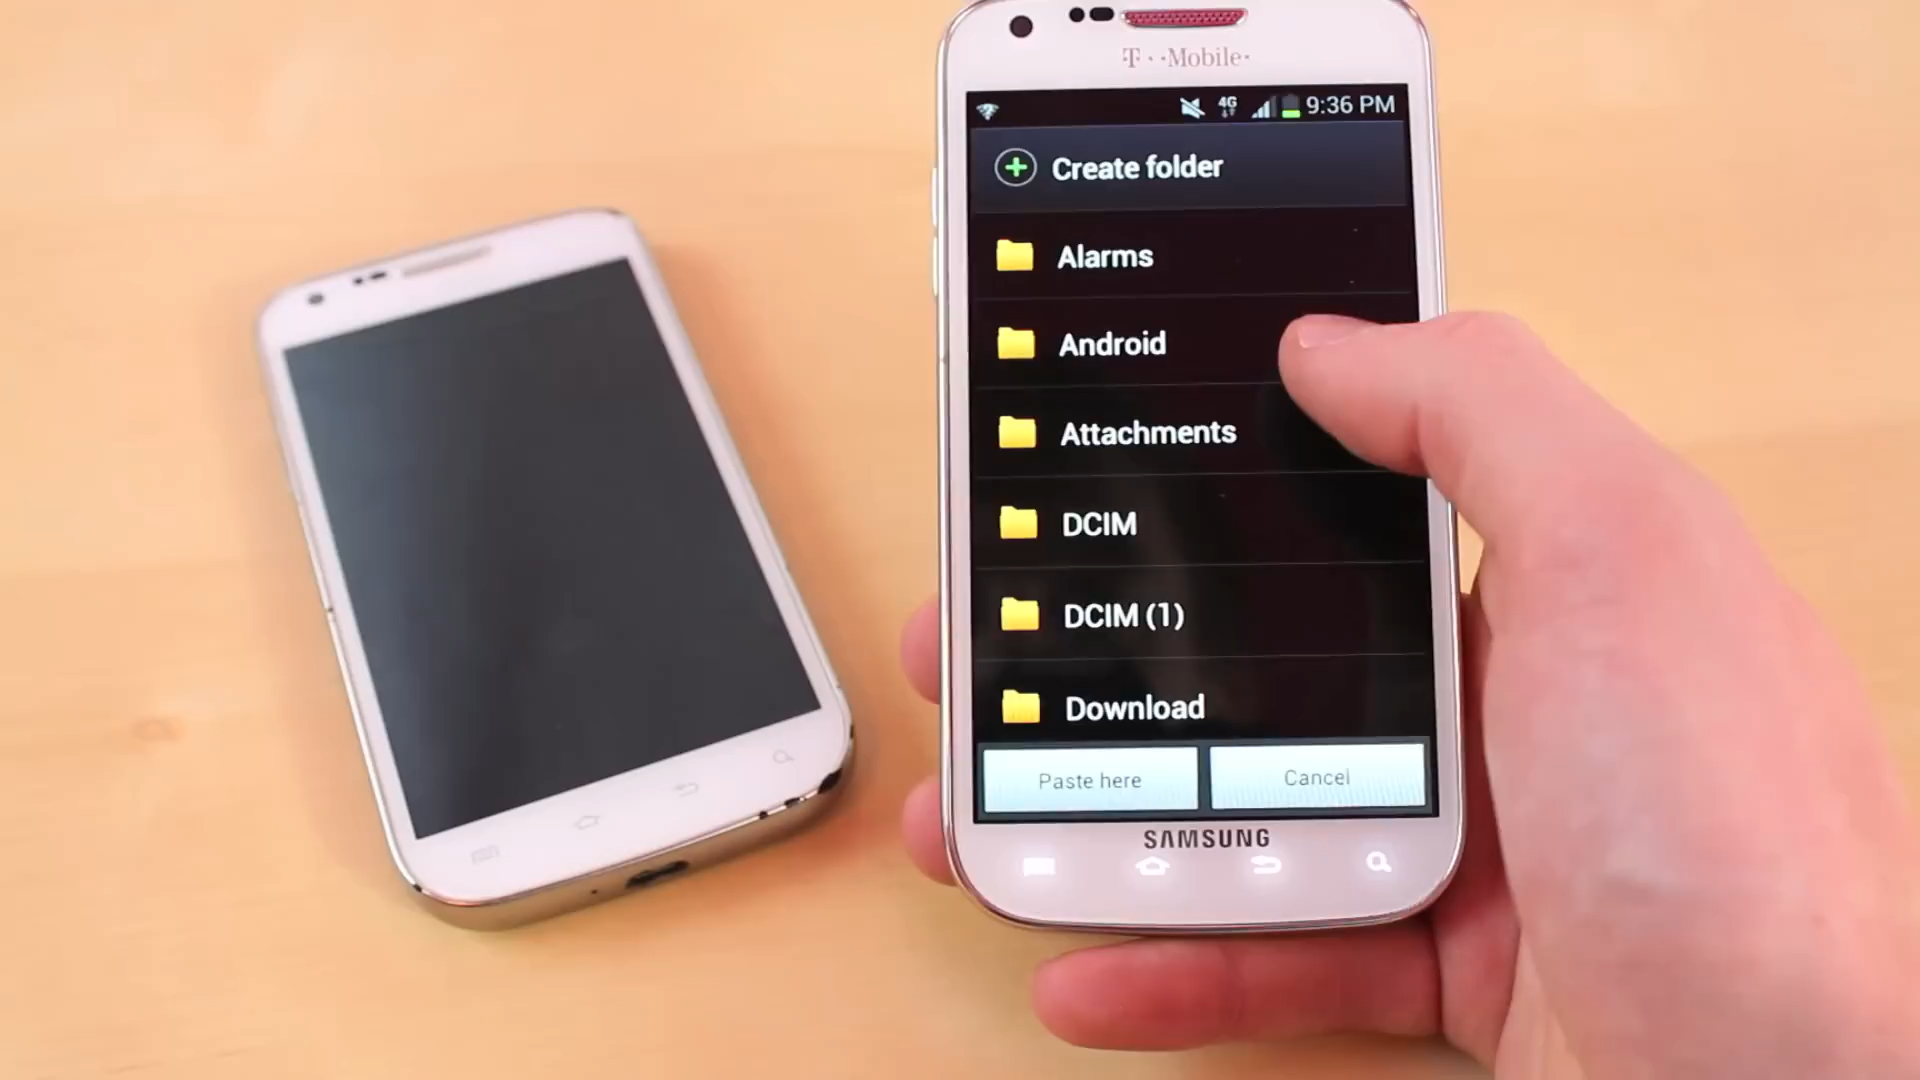 T··Mobile·
4G 9:36 PM
Create folder
Alarms
Android
Attachments
DCIM
DCIM (1)
Download
Paste here
Cancel
SAMSUNG